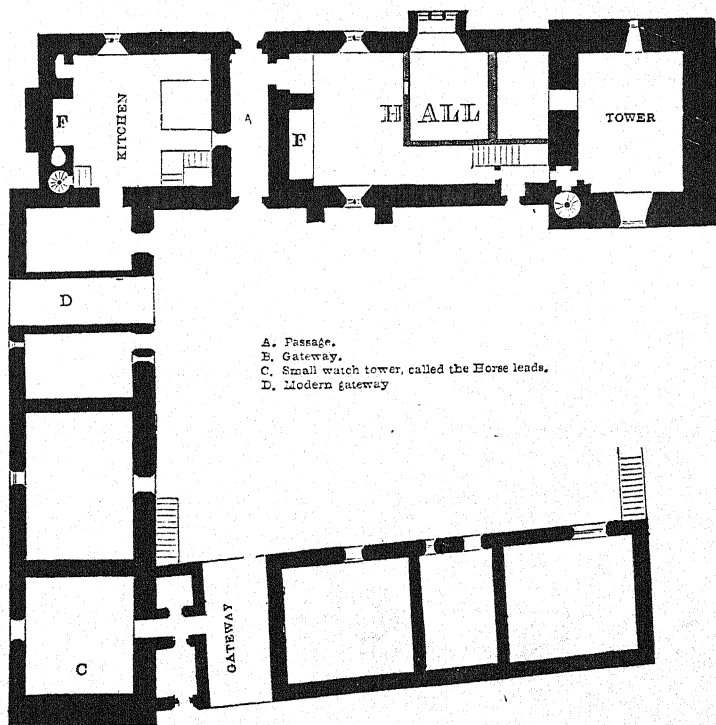 F
KITCHEN
A
F
HALL
TOWER
D
A. Passage.
B. Gateway.
C. Small watch tower, called the Horse leads.
D. Modern gateway
C
GATEWAY